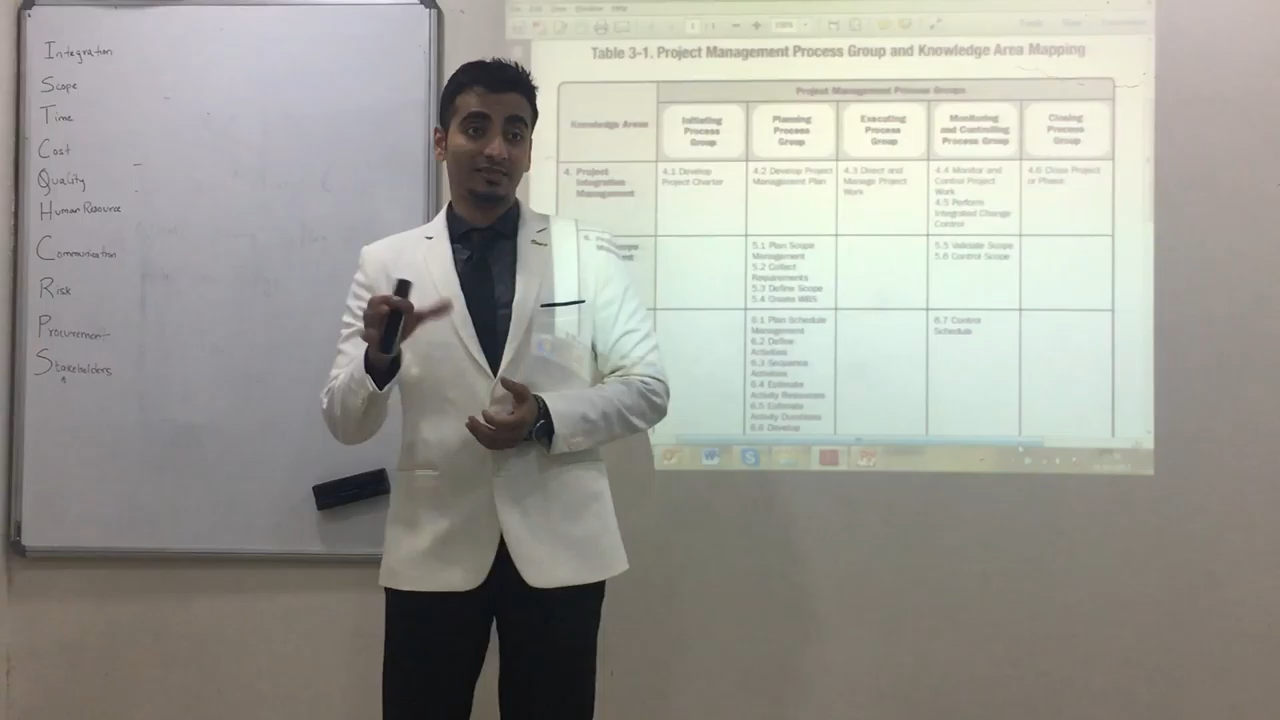 Integration
Scope
Time
Cost
Quality
Human Resource
Communication
Risk
Procurement
Stakeholders
Table 3-1. Project Management Process Group and Knowledge Area Mapping
Project Management Process Groups
Knowledge Areas
Initiating
Process
Group
Planning
Process
Group
Executing
Process
Group
Monitoring
and Controlling
Process Group
Closing
Process
Group
4. Project
Integration
Management
4.1 Develop
Project Charter
4.2 Develop Project
Management Plan
4.3 Direct and
Manage Project
Work
4.4 Monitor and
Control Project
Work
4.5 Perform
Integrated Change
Control
4.6 Close Project
or Phase
5.1 Plan Scope
Management
5.2 Collect
Requirements
5.3 Define Scope
5.4 Create WBS
5.5 Validate Scope
5.6 Control Scope
6.1 Plan Schedule
Management
6.2 Define
Activities
6.3 Sequence
Activities
6.4 Estimate
Activity Resources
6.5 Estimate
Activity Durations
6.6 Develop
6.7 Control
Schedule